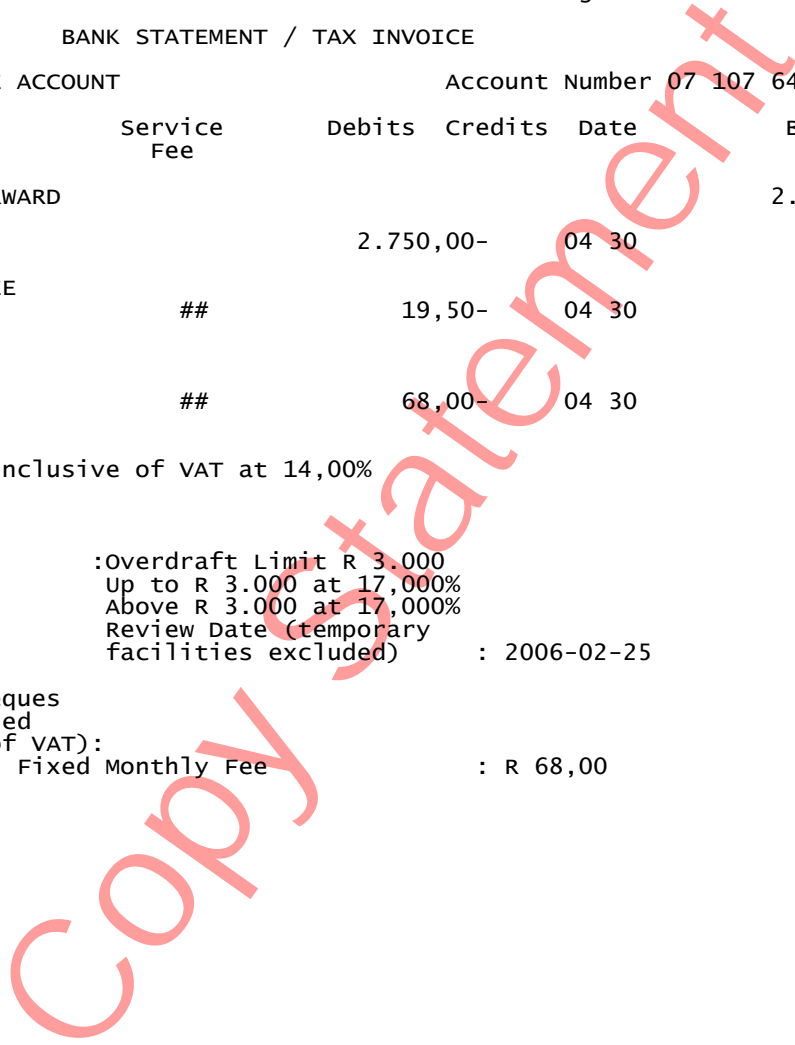 BANK STATEMENT / TAX INVOICE
ACCOUNT Account Number 07 107 64
Service Debits Credits Date
Fee
WARD 2.
2.750,00- 04 30
E
## 19,50- 04 30
## 68,00- 04 30
nclusive of VAT at 14,00%
:Overdraft Limit R 3.000
Up to R 3.000 at 17,000%
Above R 3.000 at 17,000%
Review Date (temporary
facilities excluded) : 2006-02-25
ques
ed
of VAT):
Fixed Monthly Fee : R 68,00
Copy Statement